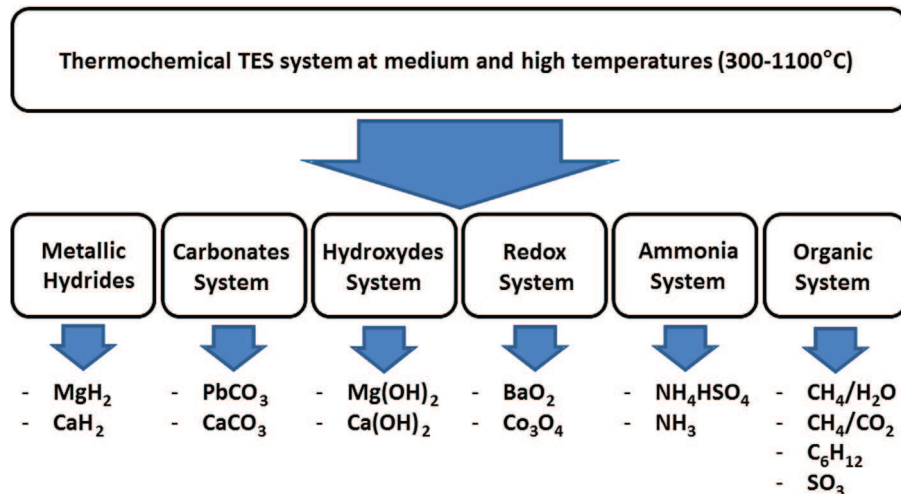 Thermochemical TES system at medium and high temperatures (300-1100°C)
Metallic
Hydrides
Carbonates
System
Hydroxydes
System
Redox
System
Ammonia
System
Organic
System
- MgH₂
- CaH₂
- PbCO₃
- CaCO₃
- Mg(OH)₂
- Ca(OH)₂
- BaO₂
- Co₃O₄
- NH₄HSO₄
- NH₃
- CH₄/H₂O
- CH₄/CO₂
- C₆H₁₂
- SO₃